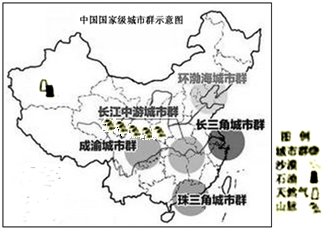 中国国家级城市群示意图
环渤海城市群
长江中游城市群
长三角城市群
成渝城市群
珠三角城市群
图 例
城市群
沙漠
石油
天然气
山脉